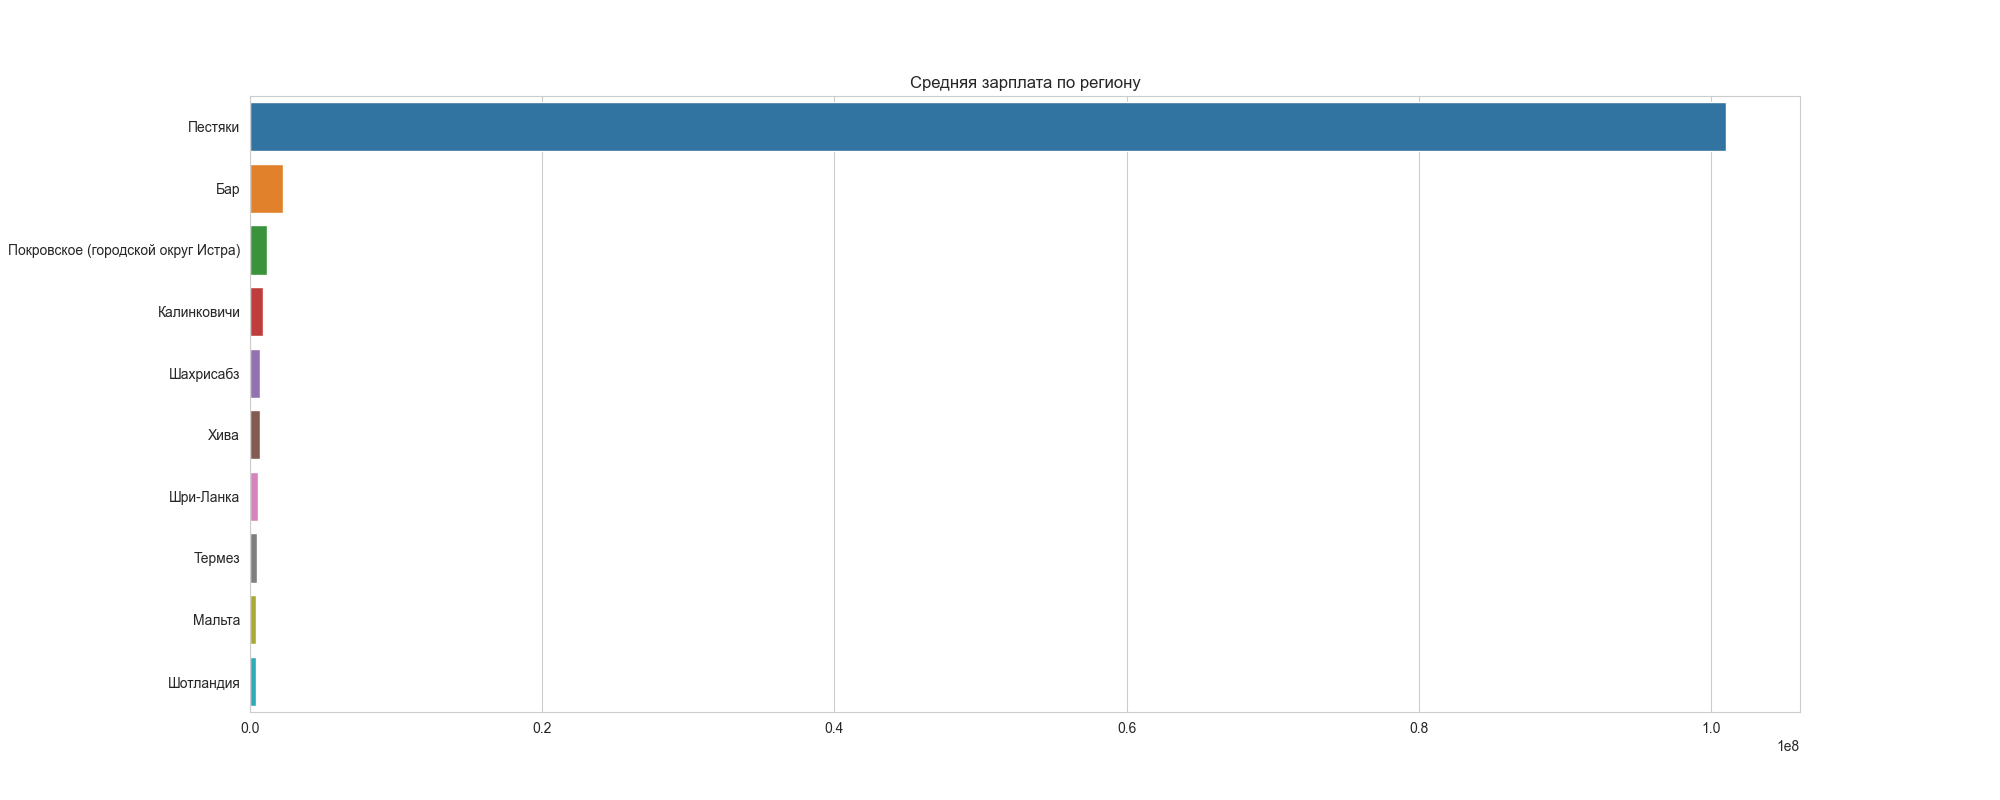 Средняя зарплата по региону
Пестяки
Бар
Покровское (городской округ Истра)
Калинковичи
Шахрисабз
Хива
Шри-Ланка
Термез
Мальта
Шотландия
0.0 0.2 0.4 0.6 0.8 1.0
1e8